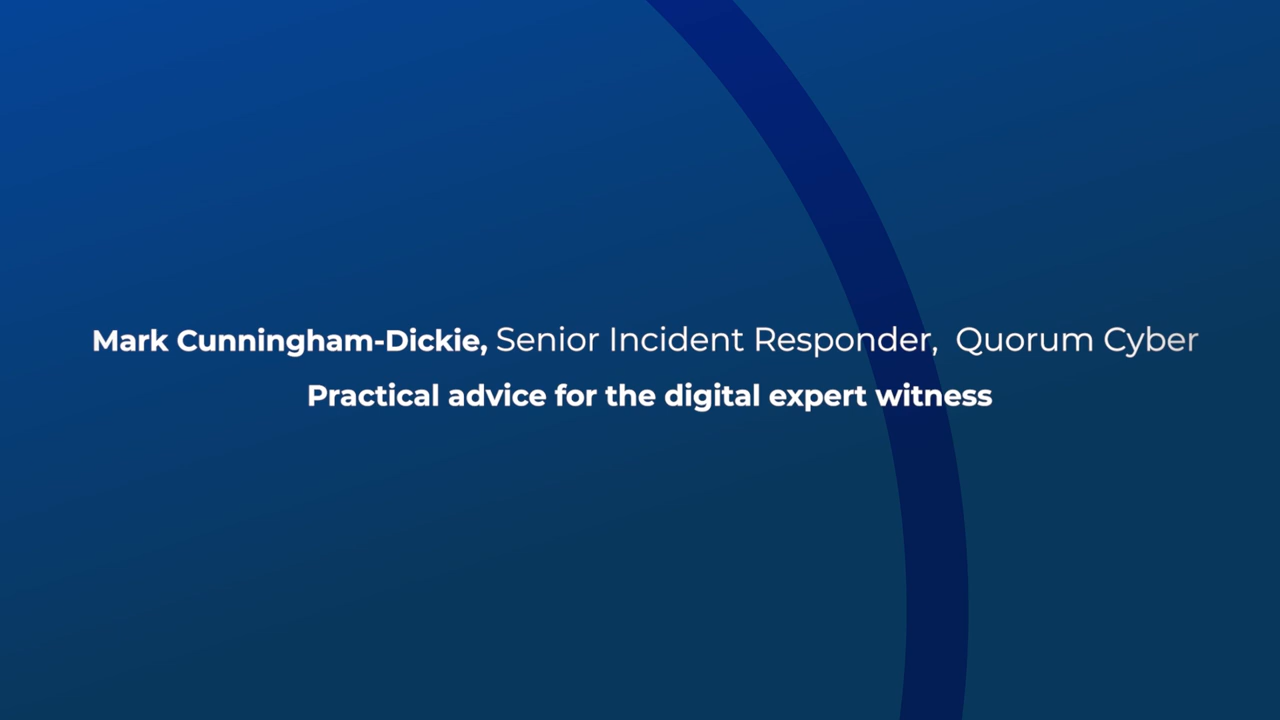 Mark Cunningham-Dickie, Senior Incident Responder, Quorum Cyber
Practical advice for the digital expert witness